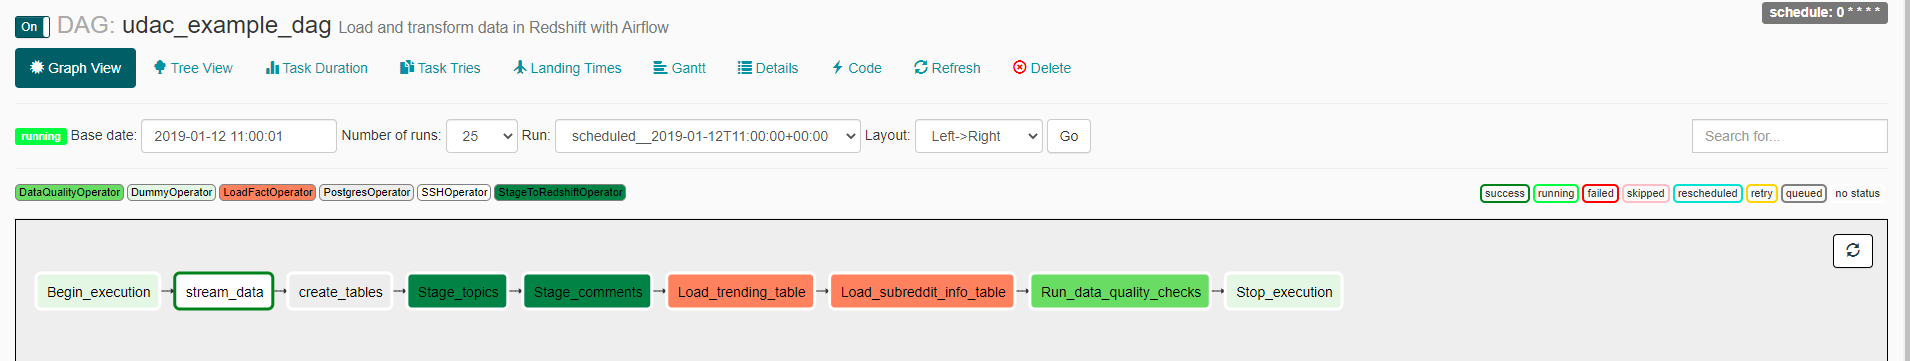 On DAG: udac_example_dag Load and transform data in Redshift with Airflow schedule: 0 * * * *
Graph View Tree View Task Duration Task Tries Landing Times Gantt Details Code Refresh Delete
running Base date: 2019-01-12 11:00:01 Number of runs: 25 Run: scheduled__2019-01-12T11:00:00+00:00 Layout: Left->Right Go Search for...
DataQualityOperator DummyOperator LoadFactOperator PostgresOperator SSHOperator StageToRedshiftOperator success running failed skipped rescheduled retry queued no status
Begin_execution stream_data create_tables Stage_topics Stage_comments Load_trending_table Load_subreddit_info_table Run_data_quality_checks Stop_execution